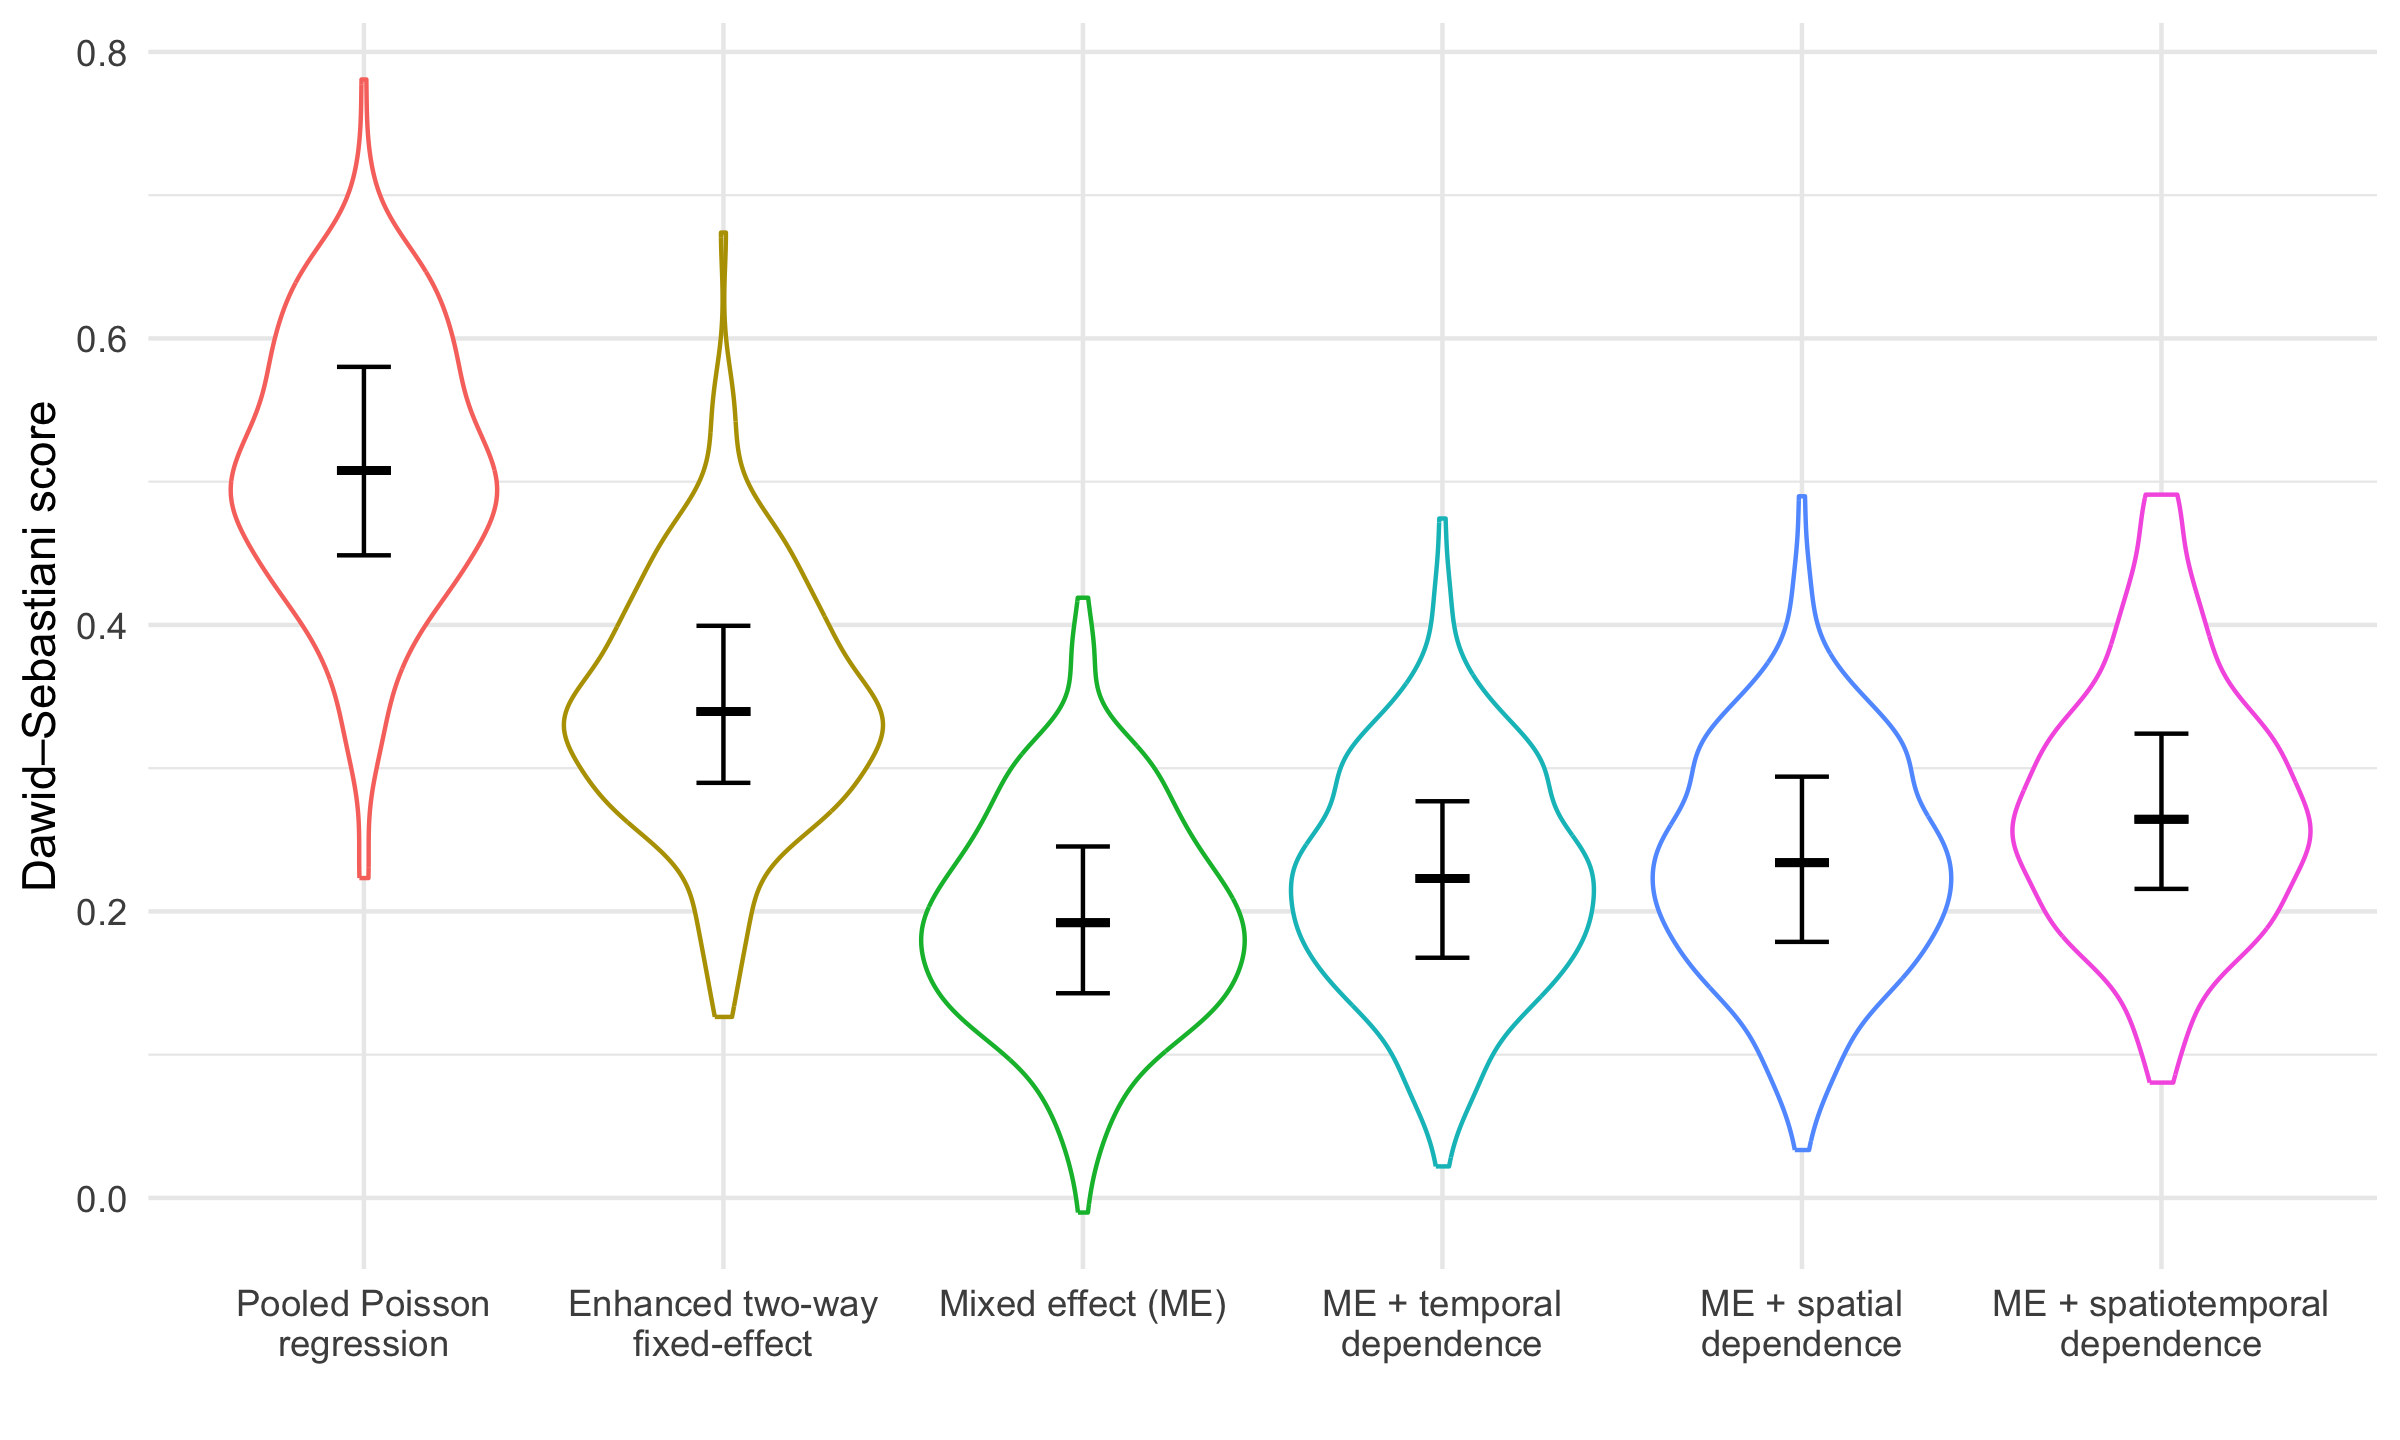 Dawid–Sebastiani score
0.8
0.6
0.4
0.2
0.0
Pooled Poisson
regression
Enhanced two-way
fixed-effect
Mixed effect (ME)
ME + temporal
dependence
ME + spatial
dependence
ME + spatiotemporal
dependence